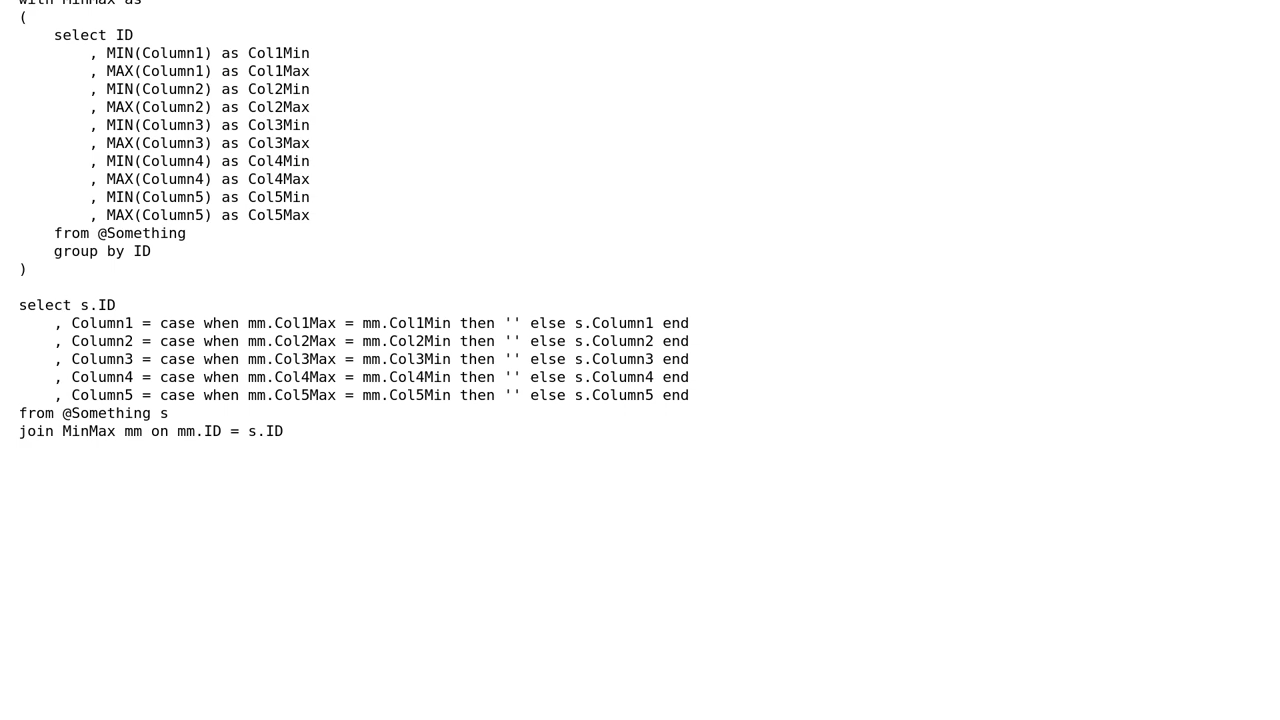 with MinMax as
(
    select ID
        , MIN(Column1) as Col1Min
        , MAX(Column1) as Col1Max
        , MIN(Column2) as Col2Min
        , MAX(Column2) as Col2Max
        , MIN(Column3) as Col3Min
        , MAX(Column3) as Col3Max
        , MIN(Column4) as Col4Min
        , MAX(Column4) as Col4Max
        , MIN(Column5) as Col5Min
        , MAX(Column5) as Col5Max
    from @Something
    group by ID
)

select s.ID
    , Column1 = case when mm.Col1Max = mm.Col1Min then '' else s.Column1 end
    , Column2 = case when mm.Col2Max = mm.Col2Min then '' else s.Column2 end
    , Column3 = case when mm.Col3Max = mm.Col3Min then '' else s.Column3 end
    , Column4 = case when mm.Col4Max = mm.Col4Min then '' else s.Column4 end
    , Column5 = case when mm.Col5Max = mm.Col5Min then '' else s.Column5 end
from @Something s
join MinMax mm on mm.ID = s.ID